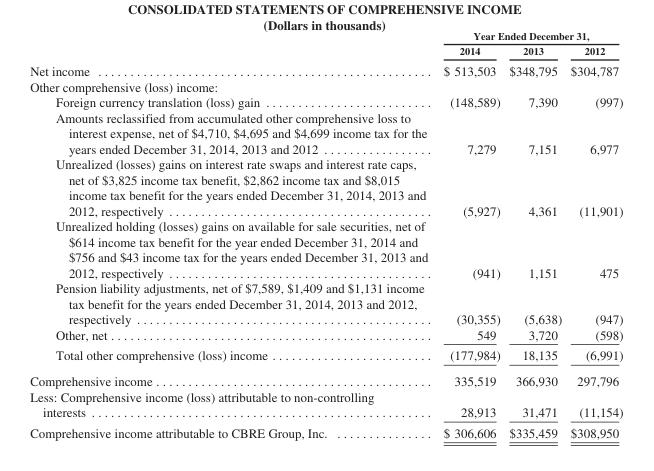 CONSOLIDATED STATEMENTS OF COMPREHENSIVE INCOME
(Dollars in thousands)
Year Ended December 31,
2014 2013 2012
Net income .......... $ 513,503 $348,795 $304,787
Other comprehensive (loss) income:
Foreign currency translation (loss) gain .......... (148,589) 7,390 (997)
Amounts reclassified from accumulated other comprehensive loss to
interest expense, net of $4,710, $4,695 and $4,699 income tax for the
years ended December 31, 2014, 2013 and 2012 .......... 7,279 7,151 6,977
Unrealized (losses) gains on interest rate swaps and interest rate caps,
net of $3,825 income tax benefit, $2,862 income tax and $8,015
income tax benefit for the years ended December 31, 2014, 2013 and
2012, respectively .......... (5,927) 4,361 (11,901)
Unrealized holding (losses) gains on available for sale securities, net of
$614 income tax benefit for the year ended December 31, 2014 and
$756 and $43 income tax for the years ended December 31, 2013 and
2012, respectively .......... (941) 1,151 475
Pension liability adjustments, net of $7,589, $1,409 and $1,131 income
tax benefit for the years ended December 31, 2014, 2013 and 2012,
respectively .......... (30,355) (5,638) (947)
Other, net .......... 549 3,720 (598)
Total other comprehensive (loss) income .......... (177,984) 18,135 (6,991)
Comprehensive income .......... 335,519 366,930 297,796
Less: Comprehensive income (loss) attributable to non-controlling
interests .......... 28,913 31,471 (11,154)
Comprehensive income attributable to CBRE Group, Inc. .......... $ 306,606 $335,459 $308,950